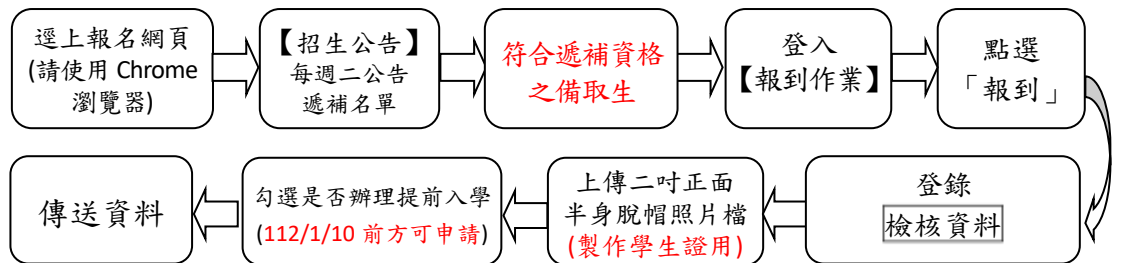 逕上報名網頁
(請使用 Chrome
瀏覽器)
【招生公告】
每週二公告
遞補名單
符合遞補資格
之備取生
登入
【報到作業】
點選
「報到」
登錄
檢核資料
上傳二吋正面
半身脫帽照片檔
(製作學生證用)
勾選是否辦理提前入學
(112/1/10 前方可申請)
傳送資料